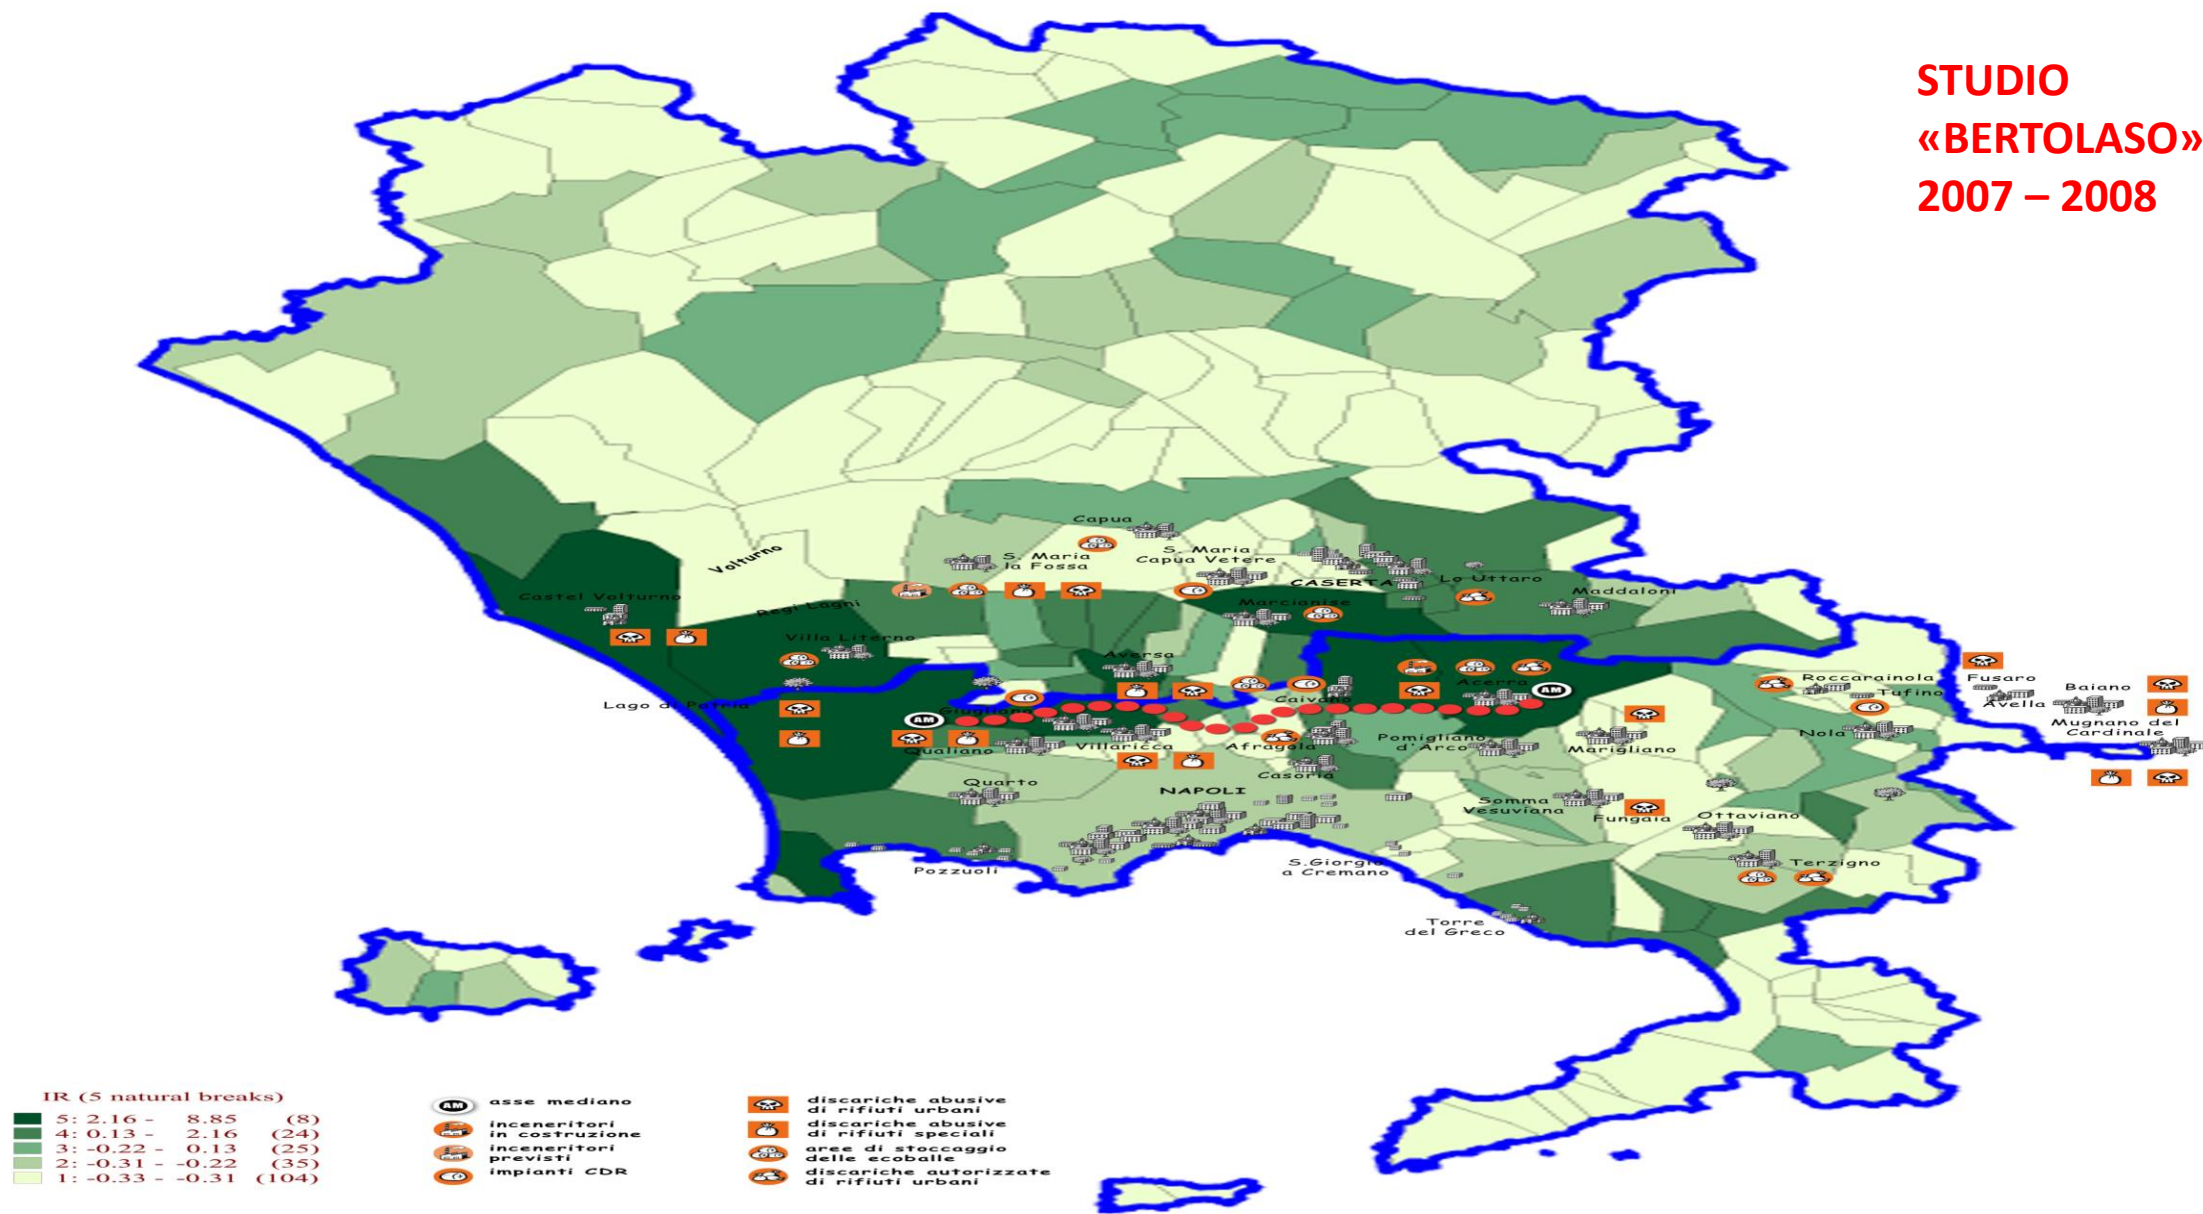 STUDIO
«BERTOLASO»
2007 – 2008
Capua
S. Maria
la Fossa
S. Maria
Capua Vetere
CASERTA
Lo Uttaro
Maddaloni
Volturno
Castel Volturno
Regi Lagni
Marcianise
Villa Literno
Aversa
Acerra
AM
Roccarainola
Tufino
Fusaro
Avella
Baiano
Mugnano del
Cardinale
Lago di Patria
AM
Giugliano
Caivano
Qualiano
Villaricca
Afragola
Pomigliano
d'Arco
Marigliano
Nola
Casoria
Quarto
NAPOLI
Somma
Vesuviana
Fungaia
Ottaviano
Terzigno
Pozzuoli
S.Giorgio
a Cremano
Torre
del Greco
IR (5 natural breaks)
5: 2.16 - 8.85 (8)
4: 0.13 - 2.16 (24)
3: -0.22 - 0.13 (25)
2: -0.31 - -0.22 (35)
1: -0.33 - -0.31 (104)
AM asse mediano
inceneritori
in costruzione
inceneritori
previsti
impianti CDR
discariche abusive
di rifiuti urbani
discariche abusive
di rifiuti speciali
aree di stoccaggio
delle ecoballe
discariche autorizzate
di rifiuti urbani